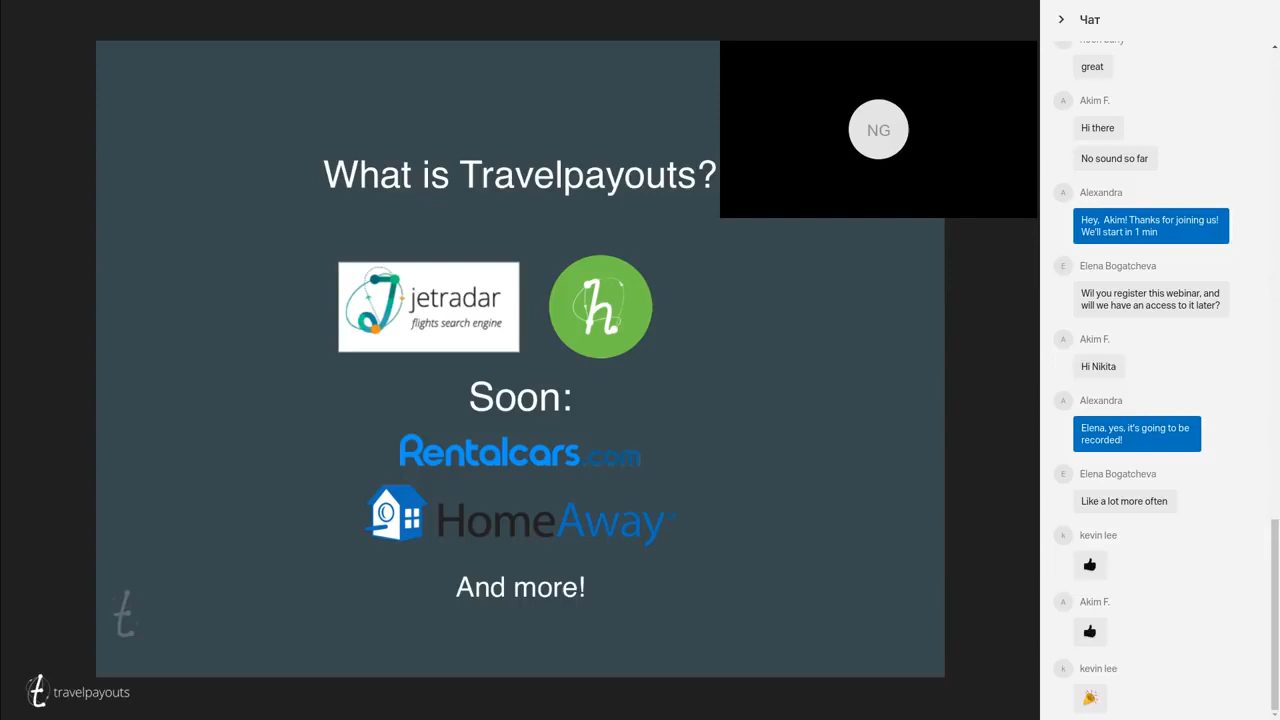 What is Travelpayouts?
NG
jetradar
flights search engine
h
Soon:
Rentalcars.com
HomeAway
And more!
t
t travelpayouts
Чат
great
A
Akim F.
Hi there
No sound so far
A
Alexandra
Hey, Akim! Thanks for joining us!
We'll start in 1 min
E
Elena Bogatcheva
Wil you register this webinar, and
will we have an access to it later?
A
Akim F.
Hi Nikita
A
Alexandra
Elena, yes, it's going to be
recorded!
E
Elena Bogatcheva
Like a lot more often
k
kevin lee
A
Akim F.
k
kevin lee